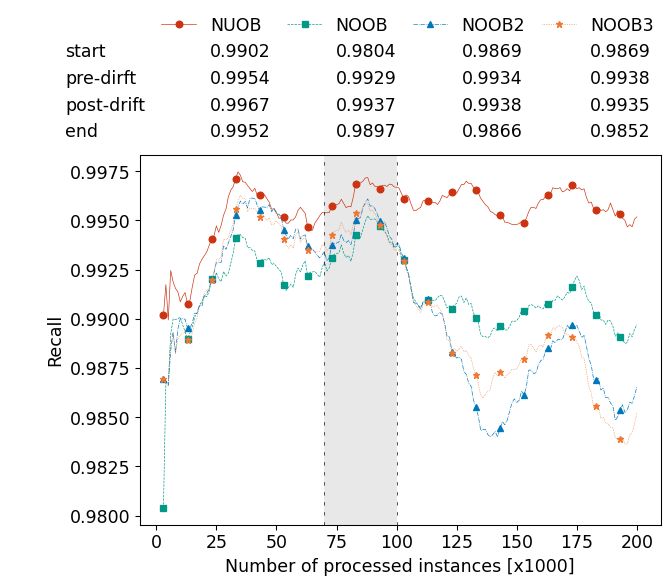 NUOB NOOB NOOB2 NOOB3
start 0.9902 0.9804 0.9869 0.9869
pre-dirft 0.9954 0.9929 0.9934 0.9938
post-drift 0.9967 0.9937 0.9938 0.9935
end 0.9952 0.9897 0.9866 0.9852
0.9975
0.9950
0.9925
0.9900
0.9875
0.9850
0.9825
0.9800
Recall
0 25 50 75 100 125 150 175 200
Number of processed instances [x1000]